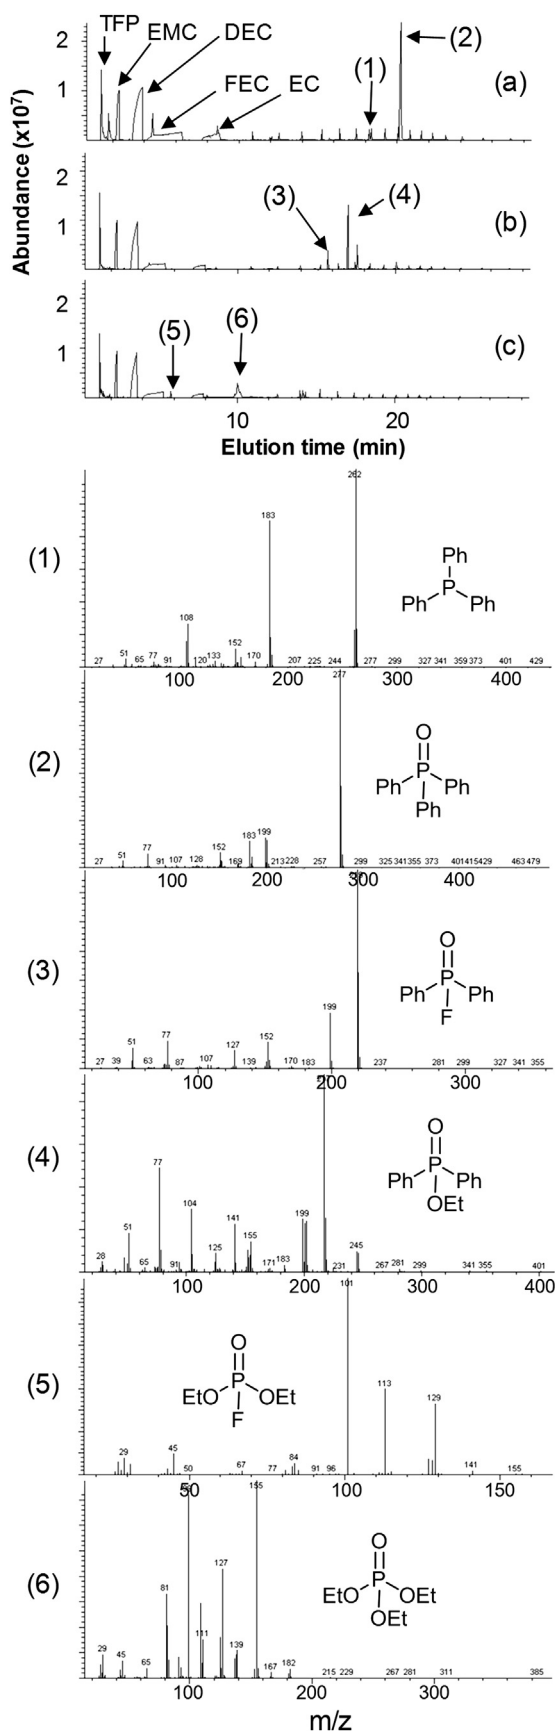 TFP
EMC
DEC
FEC
EC
(1)
(2)
(a)
2
1
(3)
(4)
(b)
2
1
(5)
(6)
(c)
2
1
Abundance (x10⁷)
10 20
Elution time (min)
(1)
262
183
108
152
27 51 65 77 91 120 133 170 207 225 244 277 299 327 341 359 373 401 429
100 200 300 400
Ph
P
Ph Ph
(2)
277
183 199
152
27 51 77 91 107 128 169 213 228 257 299 325 341 355 373 401 415 429 463 479
100 200 300 400
O
P
Ph Ph
Ph
(3)
199
27 39 51 63 77 87 107 127 139 152 170 183 237 281 299 327 341 355
100 200 300
O
P
Ph Ph
F
(4)
77
104
141
199
28 51 65 91 125 155 171 183 231 245 267 281 299 341 355 401
100 200 300 400
O
P
Ph Ph
OEt
(5)
101
113
129
29 45 50 67 77 84 91 96 141 155
50 100 150
O
P
EtO OEt
F
(6)
155
127
81
111
139
29 45 65 167 182 215 229 267 281 311 385
100 200 300
O
P
EtO OEt
OEt
m/z